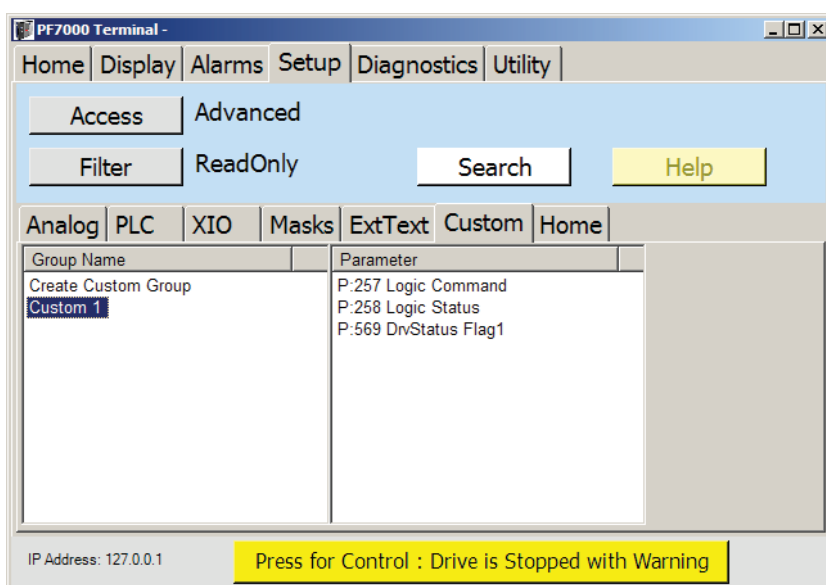 PF7000 Terminal -
Home Display Alarms Setup Diagnostics Utility
Access Advanced
Filter ReadOnly Search Help
Analog PLC XIO Masks ExtText Custom Home
Group Name Parameter
Create Custom Group P:257 Logic Command
Custom 1 P:258 Logic Status
P:569 DrvStatus Flag1
IP Address: 127.0.0.1 Press for Control : Drive is Stopped with Warning